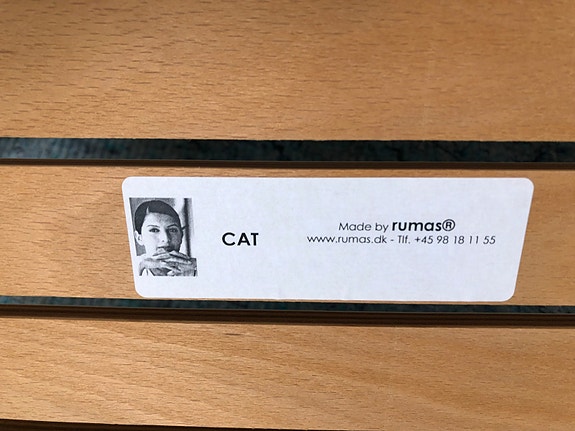 CAT
Made by rumas®
www.rumas.dk - Tlf. +45 98 18 11 55